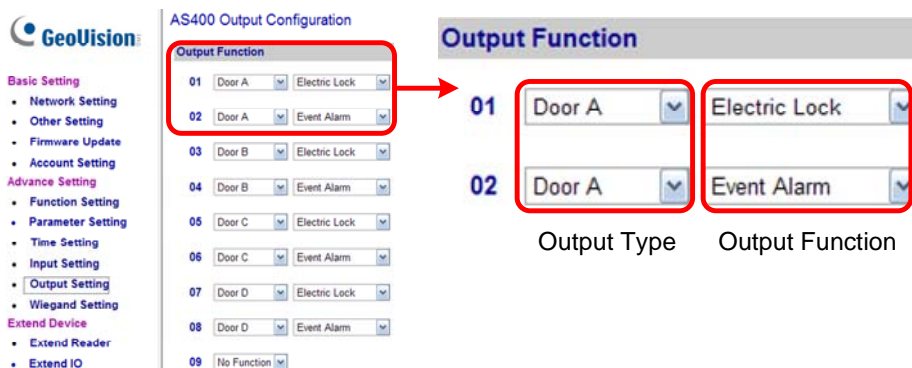 GeoVision
Basic Setting
• Network Setting
• Other Setting
• Firmware Update
• Account Setting
Advance Setting
• Function Setting
• Parameter Setting
• Time Setting
• Input Setting
• Output Setting
• Wiegand Setting
Extend Device
• Extend Reader
• Extend IO
AS400 Output Configuration
Output Function
01 Door A Electric Lock
02 Door A Event Alarm
03 Door B Electric Lock
04 Door B Event Alarm
05 Door C Electric Lock
06 Door C Event Alarm
07 Door D Electric Lock
08 Door D Event Alarm
09 No Function
Output Function
01 Door A Electric Lock
02 Door A Event Alarm
Output Type Output Function